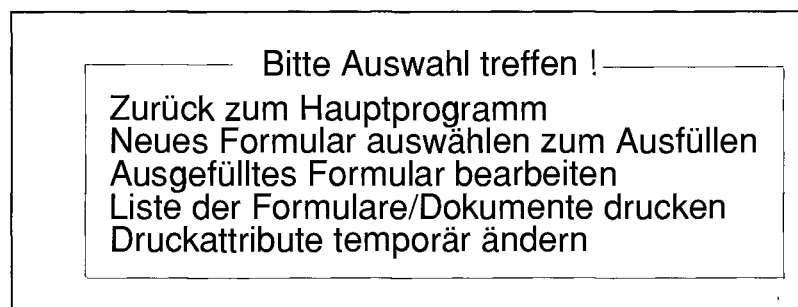 Bitte Auswahl treffen !
Zurück zum Hauptprogramm
Neues Formular auswählen zum Ausfüllen
Ausgefülltes Formular bearbeiten
Liste der Formulare/Dokumente drucken
Druckattribute temporär ändern